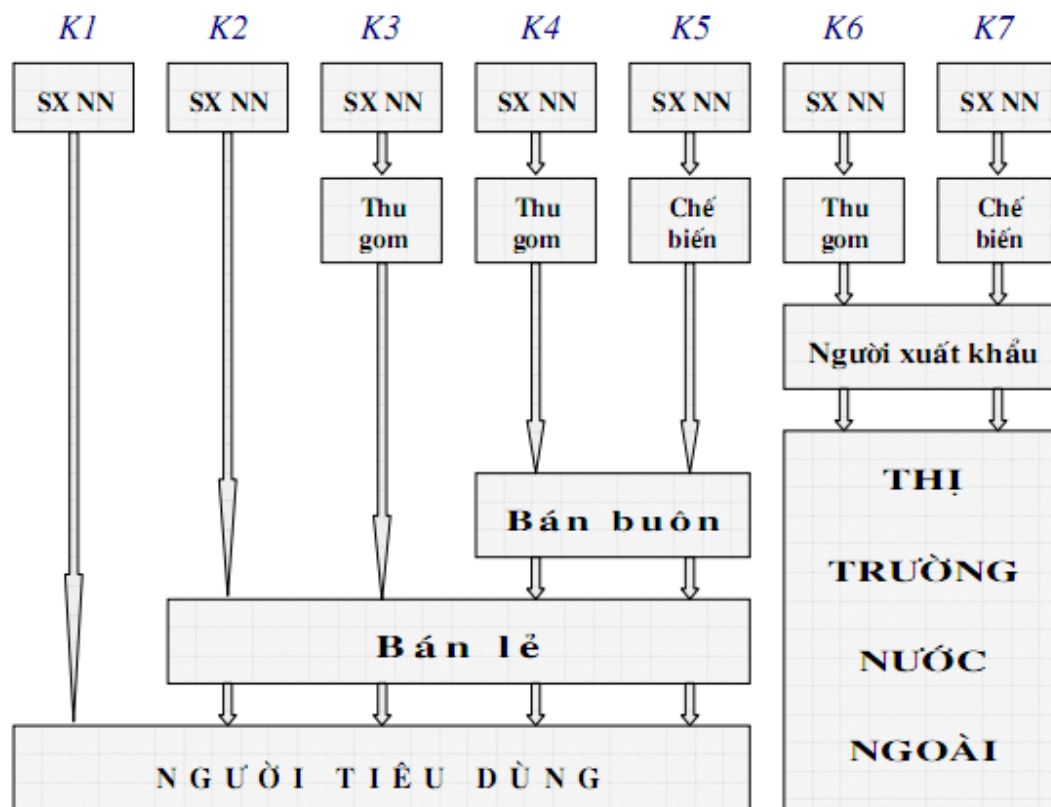 K1 K2 K3 K4 K5 K6 K7
SX NN SX NN SX NN SX NN SX NN SX NN SX NN
Thu gom
Thu gom
Chế biến
Thu gom
Chế biến
Người xuất khẩu
Bán buôn
Bán lẻ
NGƯỜI TIÊU DÙNG
THỊ
TRƯỜNG
NƯỚC
NGOÀI